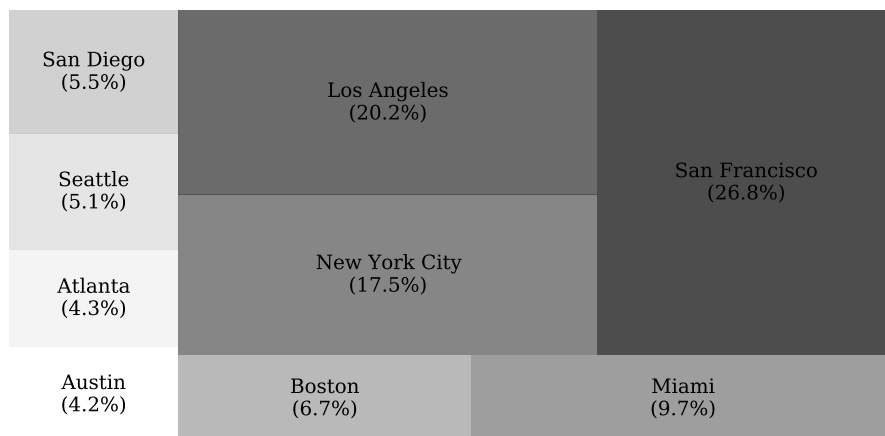 San Diego
(5.5%)
Los Angeles
(20.2%)
San Francisco
(26.8%)
Seattle
(5.1%)
New York City
(17.5%)
Atlanta
(4.3%)
Austin
(4.2%)
Boston
(6.7%)
Miami
(9.7%)